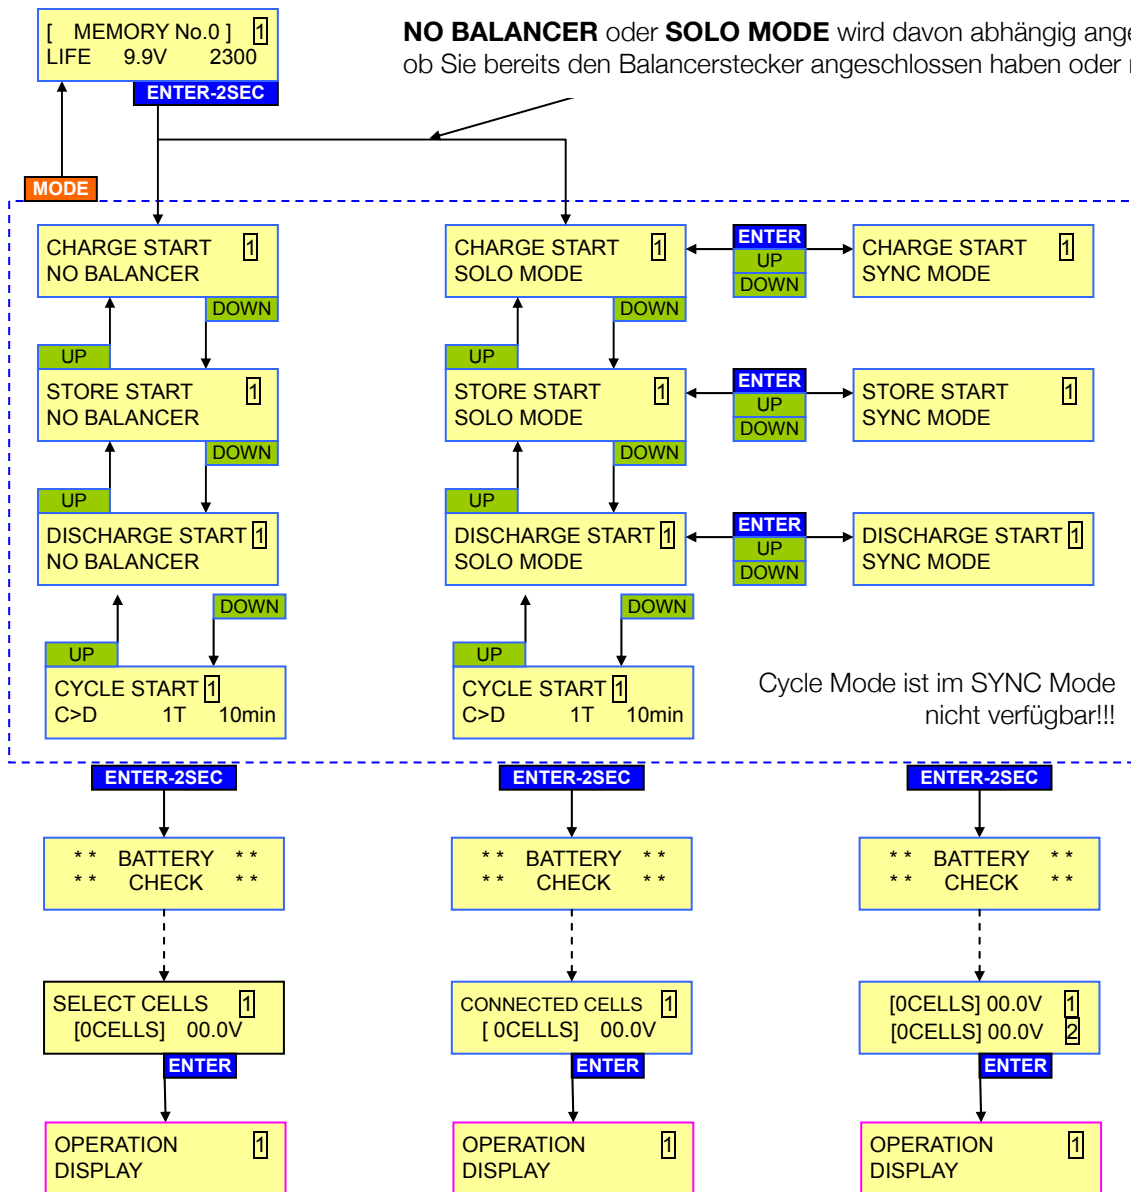 [ MEMORY No.0 ] 1
LIFE 9.9V 2300
ENTER-2SEC
NO BALANCER oder SOLO MODE wird davon abhängig
ob Sie bereits den Balancerstecker angeschlossen haben oder
MODE
CHARGE START 1
NO BALANCER
DOWN
UP
STORE START 1
NO BALANCER
DOWN
UP
DISCHARGE START 1
NO BALANCER
DOWN
UP
CYCLE START 1
C>D 1T 10min
CHARGE START 1
SOLO MODE
DOWN
UP
STORE START 1
SOLO MODE
DOWN
UP
DISCHARGE START 1
SOLO MODE
DOWN
UP
CYCLE START 1
C>D 1T 10min
ENTER
UP
DOWN
CHARGE START 1
SYNC MODE
ENTER
UP
DOWN
STORE START 1
SYNC MODE
ENTER
UP
DOWN
DISCHARGE START 1
SYNC MODE
Cycle Mode ist im SYNC Mode
nicht verfügbar!!!
ENTER-2SEC
* * BATTERY * *
* * CHECK * *
SELECT CELLS 1
[0CELLS] 00.0V
ENTER
OPERATION 1
DISPLAY
ENTER-2SEC
* * BATTERY * *
* * CHECK * *
CONNECTED CELLS 1
[ 0CELLS] 00.0V
ENTER
OPERATION 1
DISPLAY
ENTER-2SEC
* * BATTERY * *
* * CHECK * *
[0CELLS] 00.0V 1
[0CELLS] 00.0V 2
ENTER
OPERATION 1
DISPLAY